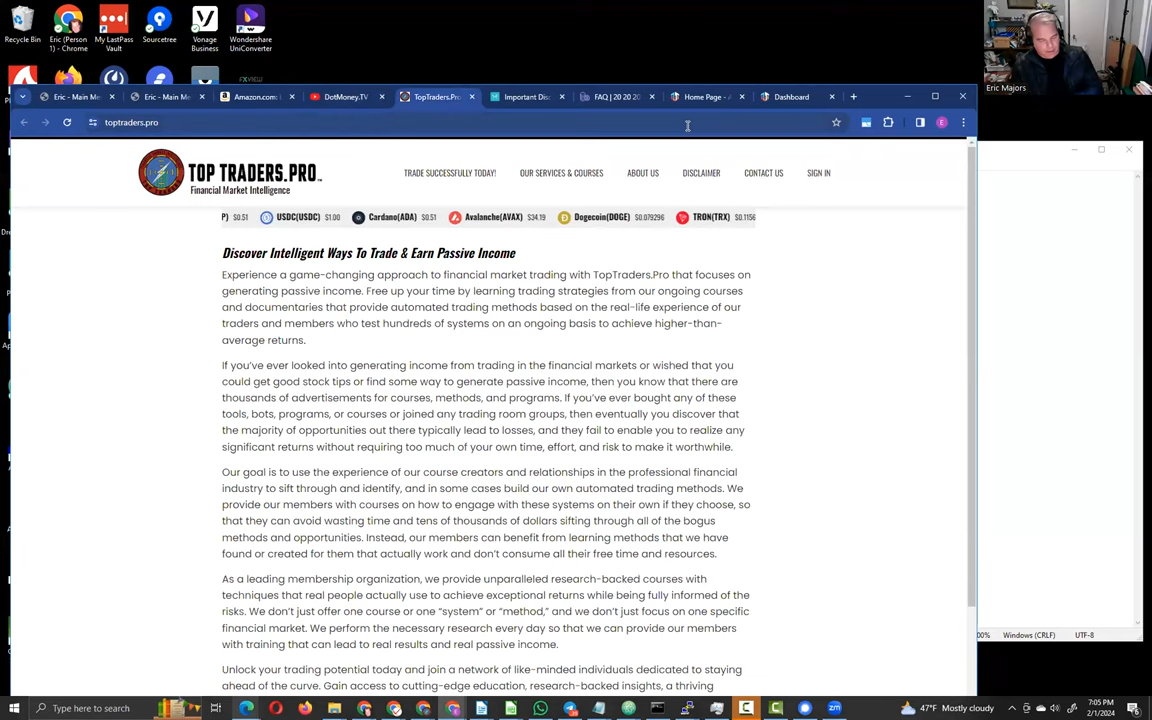 Recycle Bin
Eric (Person 1) - Chrome
My LastPass Vault
Sourcetree
Vonage Business
Wondershare UniConverter
FXVIEW
Eric Majors
Eric - Main Me
Eric - Main Me
Amazon.com:
DotMoney.TV
TopTraders.Pro
Important Disc
FAQ | 20 20 20
Home Page - A
Dashboard
toptraders.pro
TOP TRADERS.PRO
Financial Market Intelligence
TRADE SUCCESSFULLY TODAY!
OUR SERVICES & COURSES
ABOUT US
DISCLAIMER
CONTACT US
SIGN IN
P) $0.51 USDC(USDC) $1.00 Cardano(ADA) $0.51 Avalanche(AVAX) $34.19 Dogecoin(DOGE) $0.079296 TRON(TRX) $0.1156
Discover Intelligent Ways To Trade & Earn Passive Income
Experience a game-changing approach to financial market trading with TopTraders.Pro that focuses on
generating passive income. Free up your time by learning trading strategies from our ongoing courses
and documentaries that provide automated trading methods based on the real-life experience of our
traders and members who test hundreds of systems on an ongoing basis to achieve higher-than-
average returns.
If you've ever looked into generating income from trading in the financial markets or wished that you
could get good stock tips or find some way to generate passive income, then you know that there are
thousands of advertisements for courses, methods, and programs. If you've ever bought any of these
tools, bots, programs, or courses or joined any trading room groups, then eventually you discover that
the majority of opportunities out there typically lead to losses, and they fail to enable you to realize any
significant returns without requiring too much of your own time, effort, and risk to make it worthwhile.
Our goal is to use the experience of our course creators and relationships in the professional financial
industry to sift through and identify, and in some cases build our own automated trading methods. We
provide our members with courses on how to engage with these systems on their own if they choose, so
that they can avoid wasting time and tens of thousands of dollars sifting through all of the bogus
methods and opportunities. Instead, our members can benefit from learning methods that we have
found or created for them that actually work and don't consume all their free time and resources.
As a leading membership organization, we provide unparalleled research-backed courses with
techniques that real people actually use to achieve exceptional returns while being fully informed of the
risks. We don't just offer one course or one "system" or "method," and we don't just focus on one specific
financial market. We perform the necessary research every day so that we can provide our members
with training that can lead to real results and real passive income.
Unlock your trading potential today and join a network of like-minded individuals dedicated to staying
ahead of the curve. Gain access to cutting-edge education, research-backed insights, a thriving
00% Windows (CRLF) UTF-8
Type here to search
47°F Mostly cloudy
7:05 PM
2/1/2024